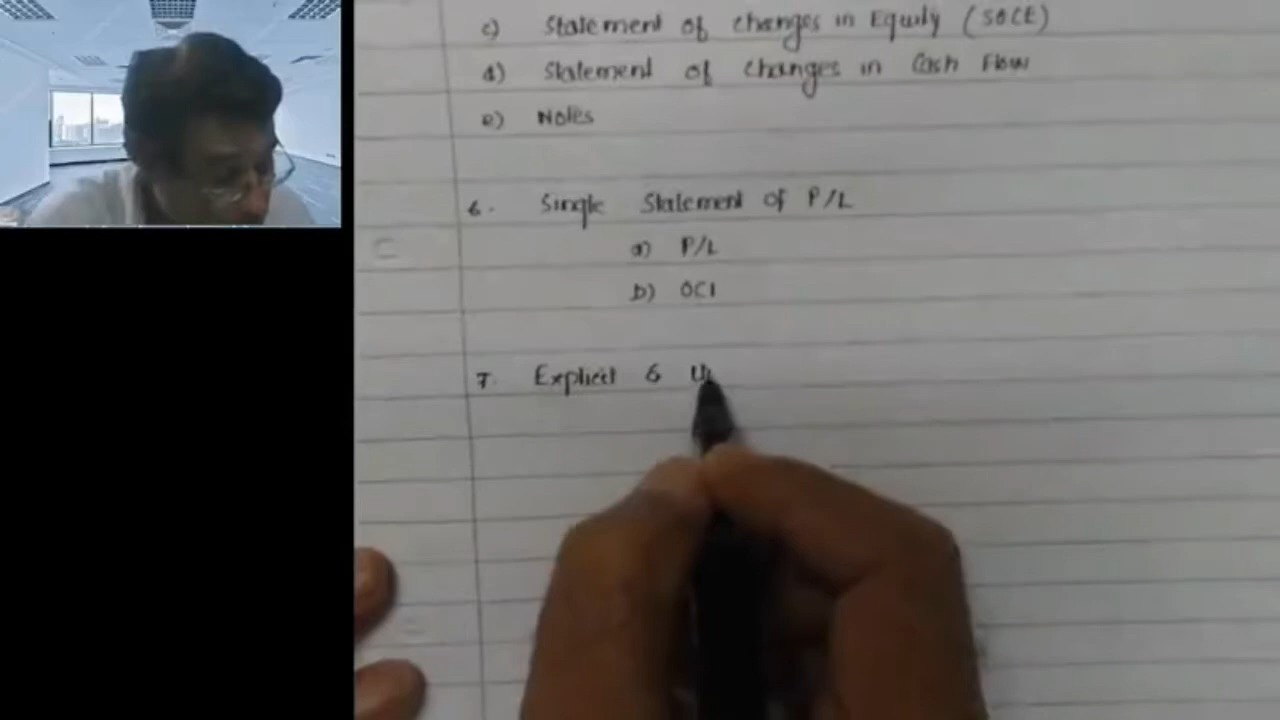 c) Statement of changes in Equity (SOCE)
d) Statement of changes in Cash Flow
e) Notes
6. Single Statement of P/L
a) P/L
b) OCI
7. Explicit &